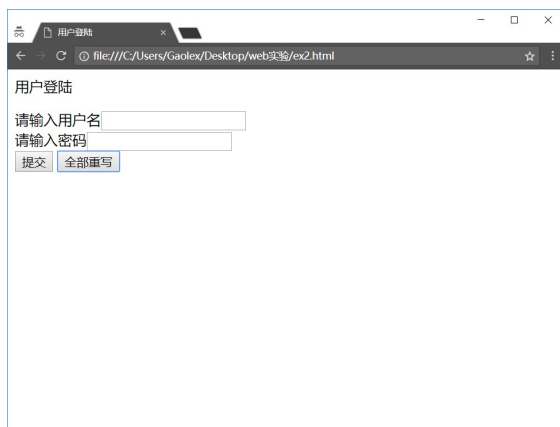 用户登陆
file:///C:/Users/Gaolex/Desktop/web实验/ex2.html
用户登陆
请输入用户名
请输入密码
提交 全部重写